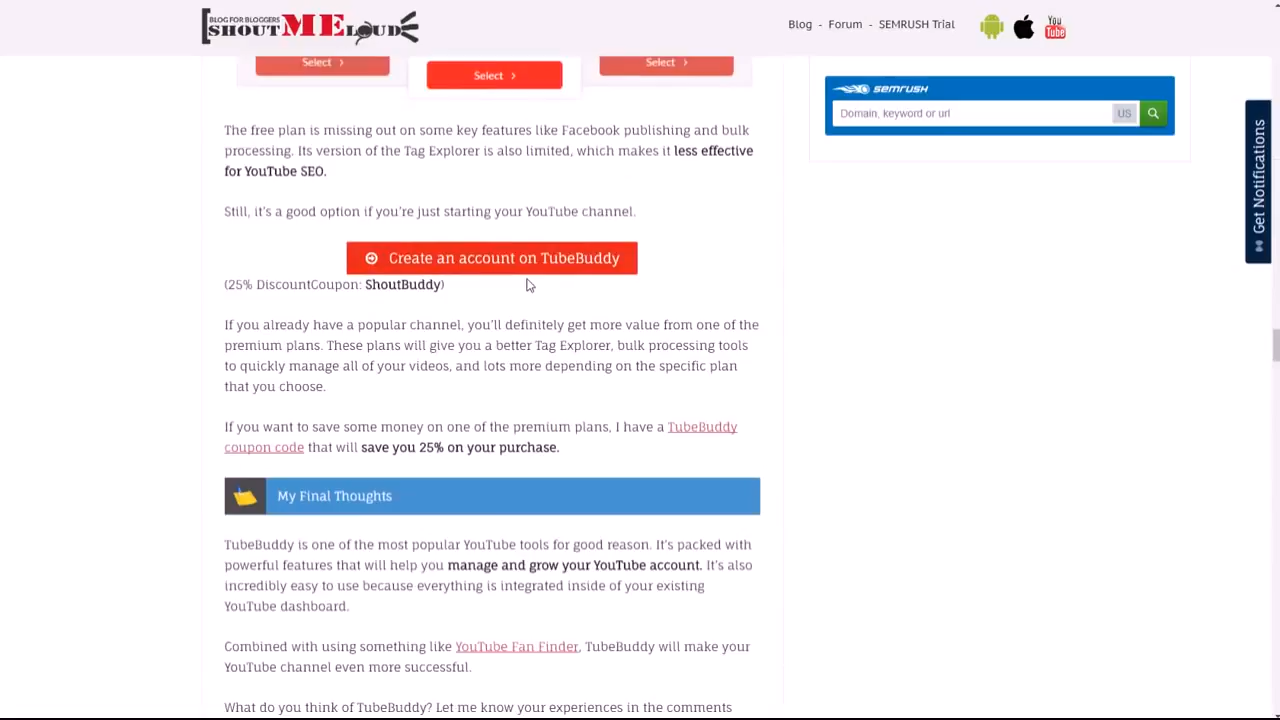 BLOG FOR BLOGGERS
SHOUTMELOUD
Blog - Forum - SEMRUSH Trial
You
Tube
Select >
Select >
Select >
semrush
Domain, keyword or url
US
Get Notifications
The free plan is missing out on some key features like Facebook publishing and bulk
processing. Its version of the Tag Explorer is also limited, which makes it less effective
for YouTube SEO.
Still, it's a good option if you're just starting your YouTube channel.
Create an account on TubeBuddy
(25% DiscountCoupon: ShoutBuddy)
If you already have a popular channel, you'll definitely get more value from one of the
premium plans. These plans will give you a better Tag Explorer, bulk processing tools
to quickly manage all of your videos, and lots more depending on the specific plan
that you choose.
If you want to save some money on one of the premium plans, I have a TubeBuddy
coupon code that will save you 25% on your purchase.
My Final Thoughts
TubeBuddy is one of the most popular YouTube tools for good reason. It's packed with
powerful features that will help you manage and grow your YouTube account. It's also
incredibly easy to use because everything is integrated inside of your existing
YouTube dashboard.
Combined with using something like YouTube Fan Finder, TubeBuddy will make your
YouTube channel even more successful.
What do you think of TubeBuddy? Let me know your experiences in the comments